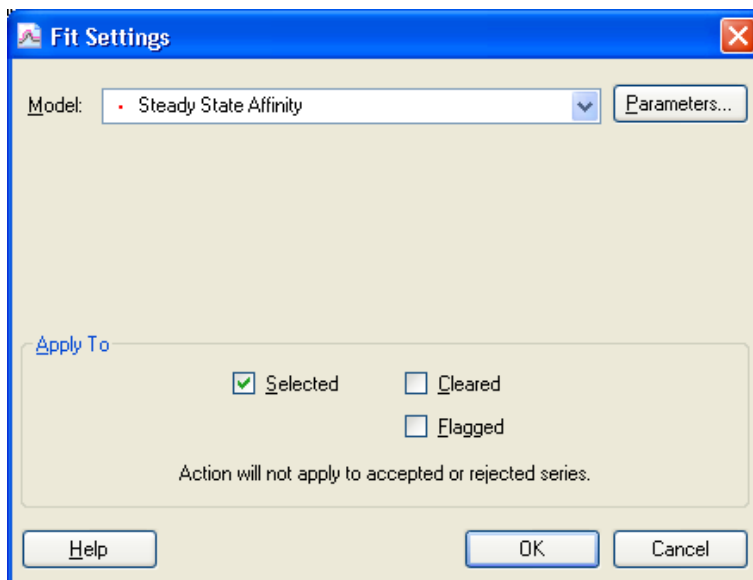 Fit Settings
Model: Steady State Affinity Parameters...
Apply To
Selected Cleared
Flagged
Action will not apply to accepted or rejected series.
Help OK Cancel